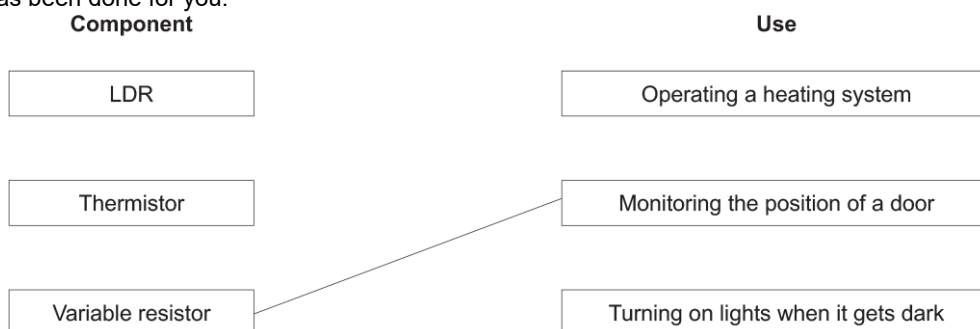 as been done for you.
Component Use
LDR Operating a heating system
Thermistor Monitoring the position of a door
Variable resistor Turning on lights when it gets dark